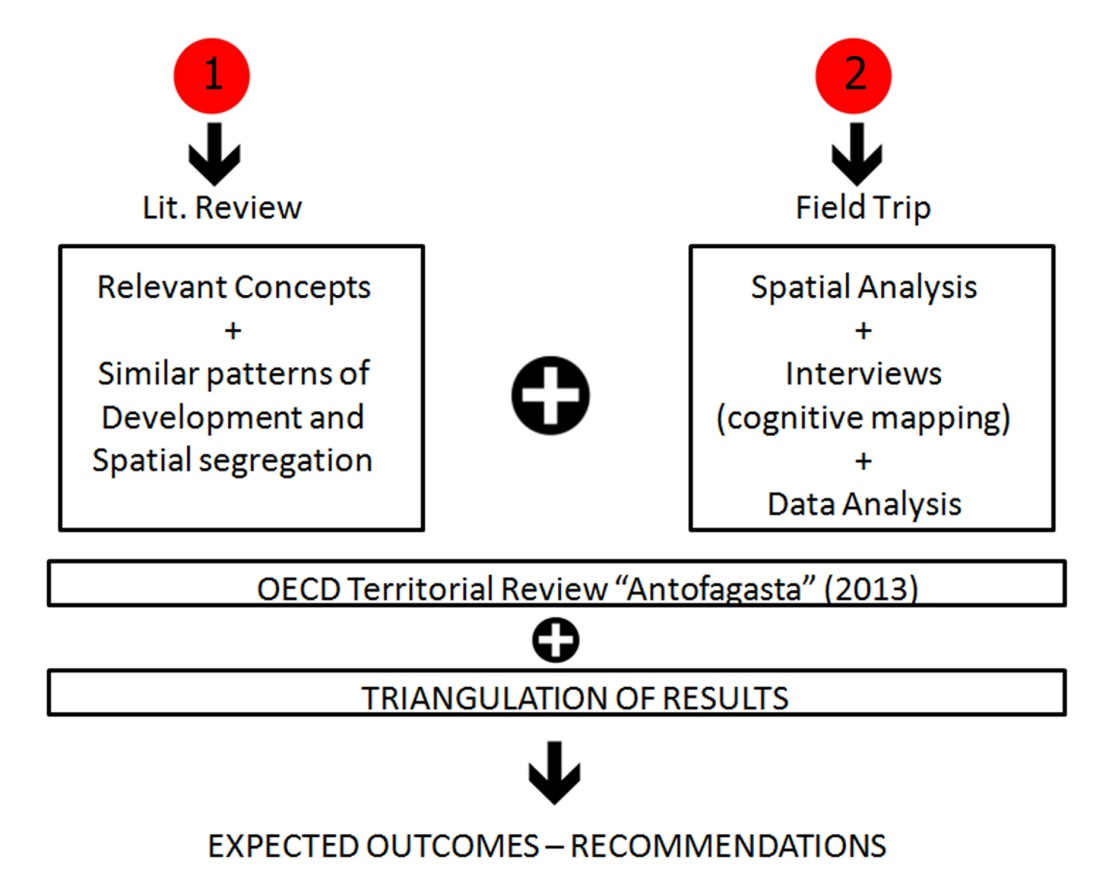 1
2
Lit. Review
Field Trip
Relevant Concepts
+
Similar patterns of
Development and
Spatial segregation
Spatial Analysis
+
Interviews
(cognitive mapping)
+
Data Analysis
OECD Territorial Review “Antofagasta” (2013)
TRIANGULATION OF RESULTS
EXPECTED OUTCOMES – RECOMMENDATIONS